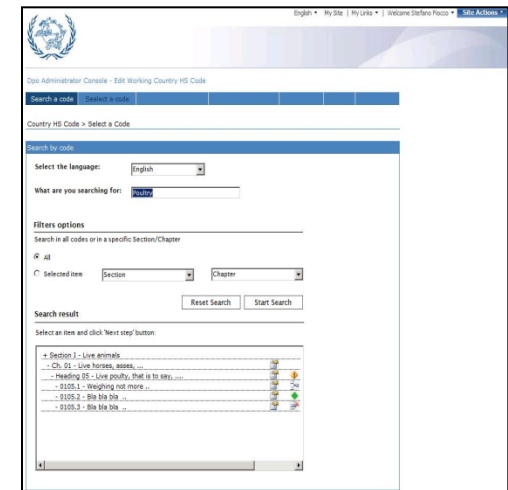 English My Site | My Links | Welcome Stefano Fiocco Site Actions
Dpo Administrator Console - Edit Working Country HS Code
Search a code Sealect a code
Country HS Code > Select a Code
Search by code
Select the language: English
What are you searching for: Poultry
Filters options
Search in all codes or in a specific Section/Chapter
All
Selected item Section Chapter
Reset Search Start Search
Search result
Select an item and click 'Next step' button:
+ Section I - Live animals
- Ch. 01 - Live horses, asses, ...
- Heading 05 - Live poulty, that is to say, ....
- 0105.1 - Weighing not more ..
- 0105.2 - Bla bla bla ..
- 0105.3 - Bla bla bla ..